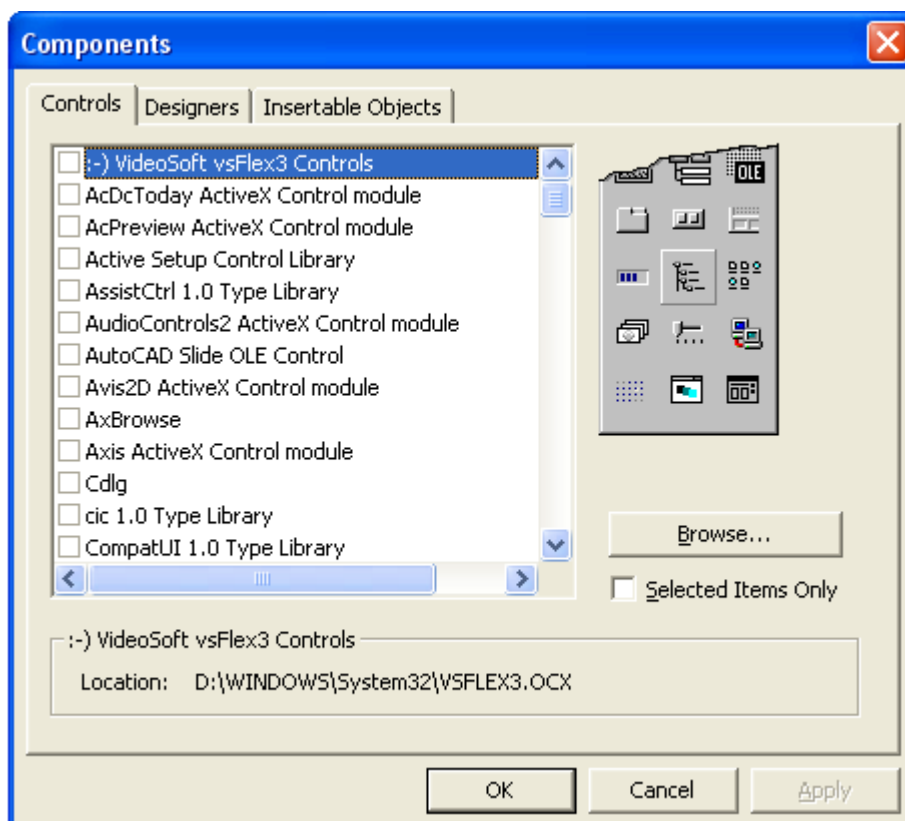 Components
Controls
Designers
Insertable Objects
:-) VideoSoft vsFlex3 Controls
AcDcToday ActiveX Control module
AcPreview ActiveX Control module
Active Setup Control Library
AssistCtrl 1.0 Type Library
AudioControls2 ActiveX Control module
AutoCAD Slide OLE Control
Avis2D ActiveX Control module
AxBrowse
Axis ActiveX Control module
Cdlg
cic 1.0 Type Library
CompatUI 1.0 Type Library
OLE
Browse...
Selected Items Only
:-) VideoSoft vsFlex3 Controls
Location: D:\WINDOWS\System32\VSFLEX3.OCX
OK
Cancel
Apply